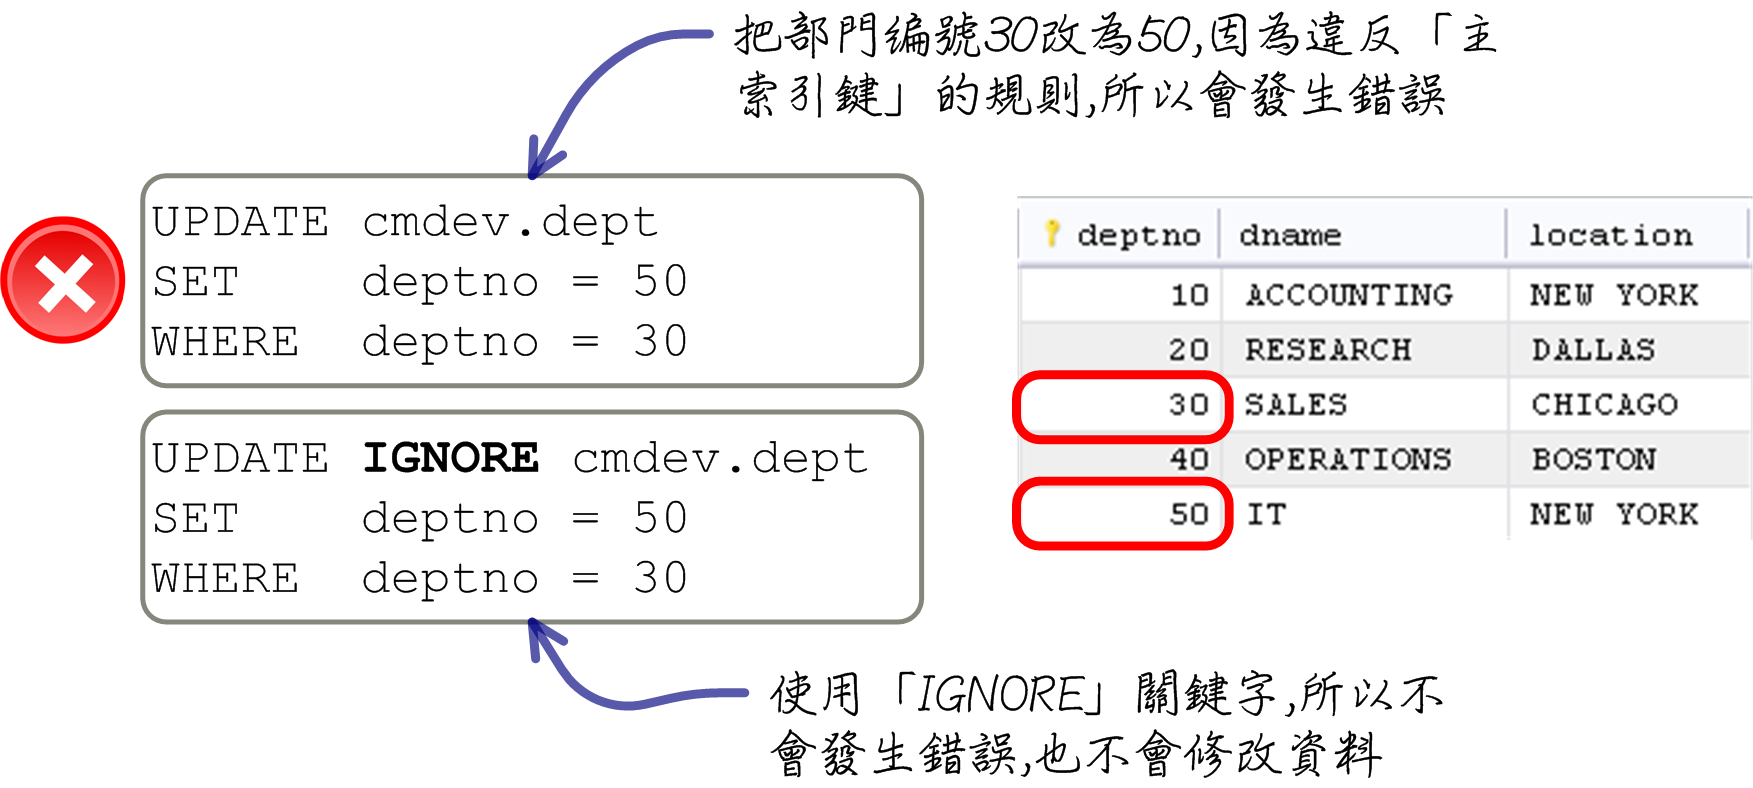 把部門編號30改為50,因為違反「主
索引鍵」的規則,所以會發生錯誤
UPDATE cmdev.dept
SET deptno = 50
WHERE deptno = 30
UPDATE IGNORE cmdev.dept
SET deptno = 50
WHERE deptno = 30
使用「IGNORE」關鍵字,所以不
會發生錯誤,也不會修改資料
deptno dname location
10 ACCOUNTING NEW YORK
20 RESEARCH DALLAS
30 SALES CHICAGO
40 OPERATIONS BOSTON
50 IT NEW YORK